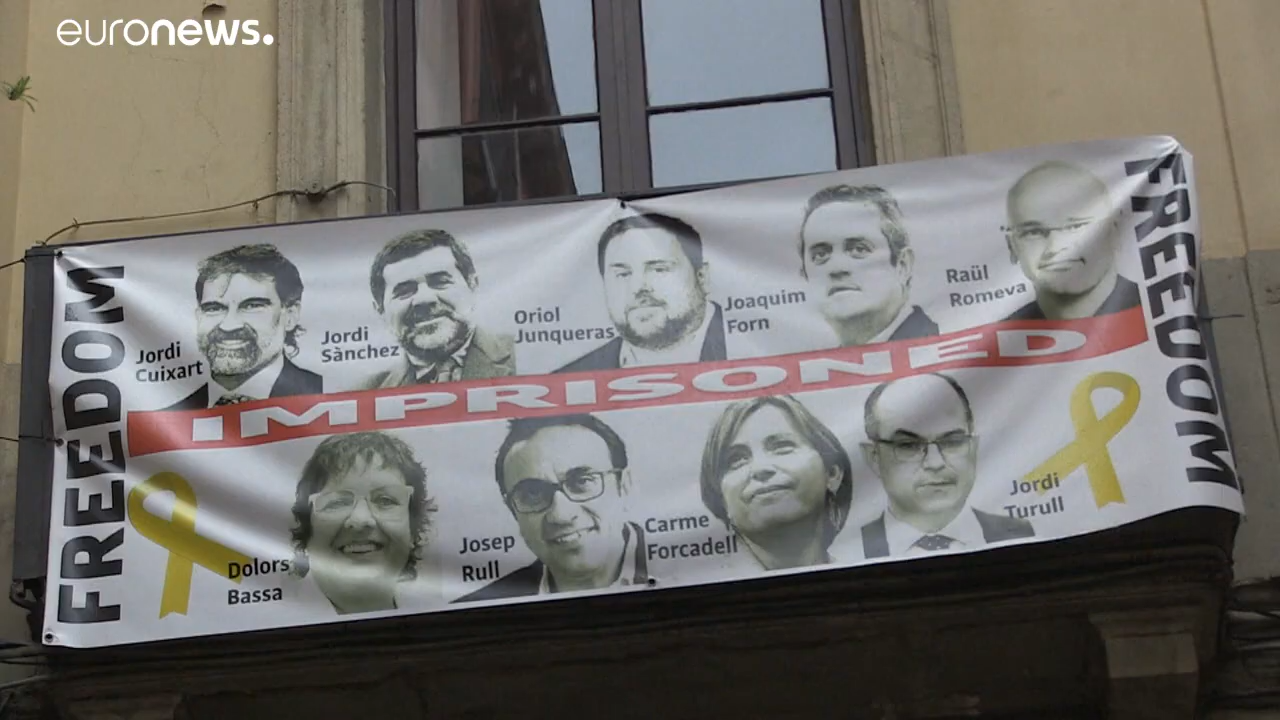 euronews.
FREEDOM
Jordi
Cuixart
Jordi
Sànchez
Oriol
Junqueras
Joaquim
Forn
Raül
Romeva
FREEDOM
IMPRISONED
Dolors
Bassa
Josep
Rull
Carme
Forcadell
Jordi
Turull